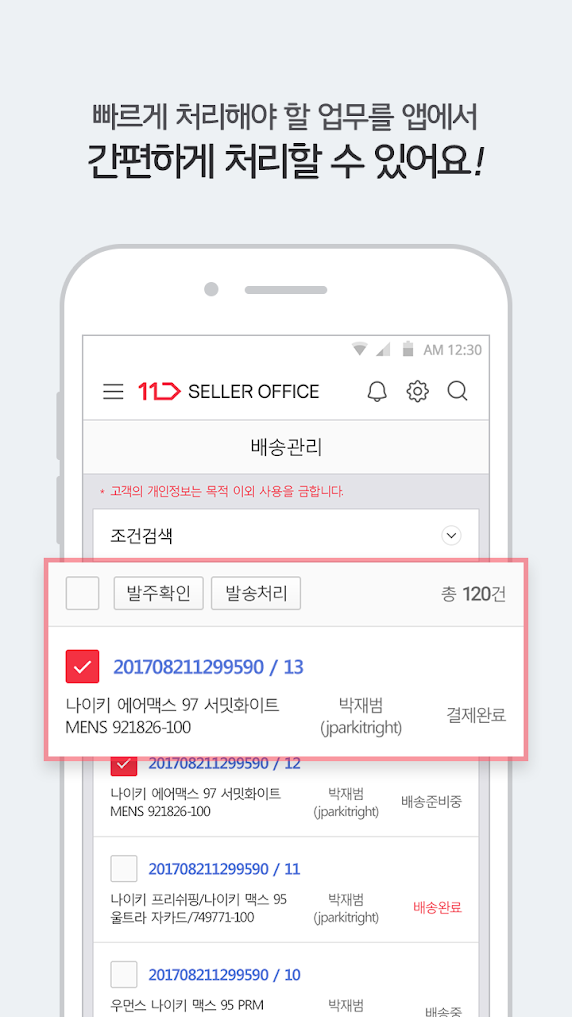 빠르게 처리해야 할 업무를 앱에서
간편하게 처리할 수 있어요!
AM 12:30
11 SELLER OFFICE
배송관리
* 고객의 개인정보는 목적 이외 사용을 금합니다.
조건검색
발주확인 발송처리 총 120건
201708211299590 / 13
나이키 에어맥스 97 서밋화이트 박재범
MENS 921826-100 (jparkitright) 결제완료
201708211299590 / 12
나이키 에어맥스 97 서밋화이트 박재범
MENS 921826-100 (jparkitright) 배송준비중
201708211299590 / 11
나이키 프리쉬핑/나이키 맥스 95 박재범
울트라 자카드/749771-100 (jparkitright) 배송완료
201708211299590 / 10
우먼스 나이키 맥스 95 PRM 박재범
배송중